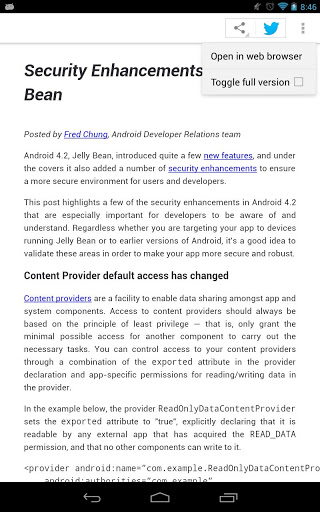 8:46
Open in web browser
Toggle full version
Security Enhancements
Bean
Posted by Fred Chung, Android Developer Relations team
Android 4.2, Jelly Bean, introduced quite a few new features, and under
the covers it also added a number of security enhancements to ensure
a more secure environment for users and developers.
This post highlights a few of the security enhancements in Android 4.2
that are especially important for developers to be aware of and
understand. Regardless whether you are targeting your app to devices
running Jelly Bean or to earlier versions of Android, it's a good idea to
validate these areas in order to make your app more secure and robust.
Content Provider default access has changed
Content providers are a facility to enable data sharing amongst app and
system components. Access to content providers should always be
based on the principle of least privilege — that is, only grant the
minimal possible access for another component to carry out the
necessary tasks. You can control access to your content providers
through a combination of the exported attribute in the provider
declaration and app-specific permissions for reading/writing data in
the provider.
In the example below, the provider ReadOnlyDataContentProvider
sets the exported attribute to "true", explicitly declaring that it is
readable by any external app that has acquired the READ_DATA
permission, and that no other components can write to it.
<provider android:name="com.example.ReadOnlyDataContentPro
android:authorities="com.example"